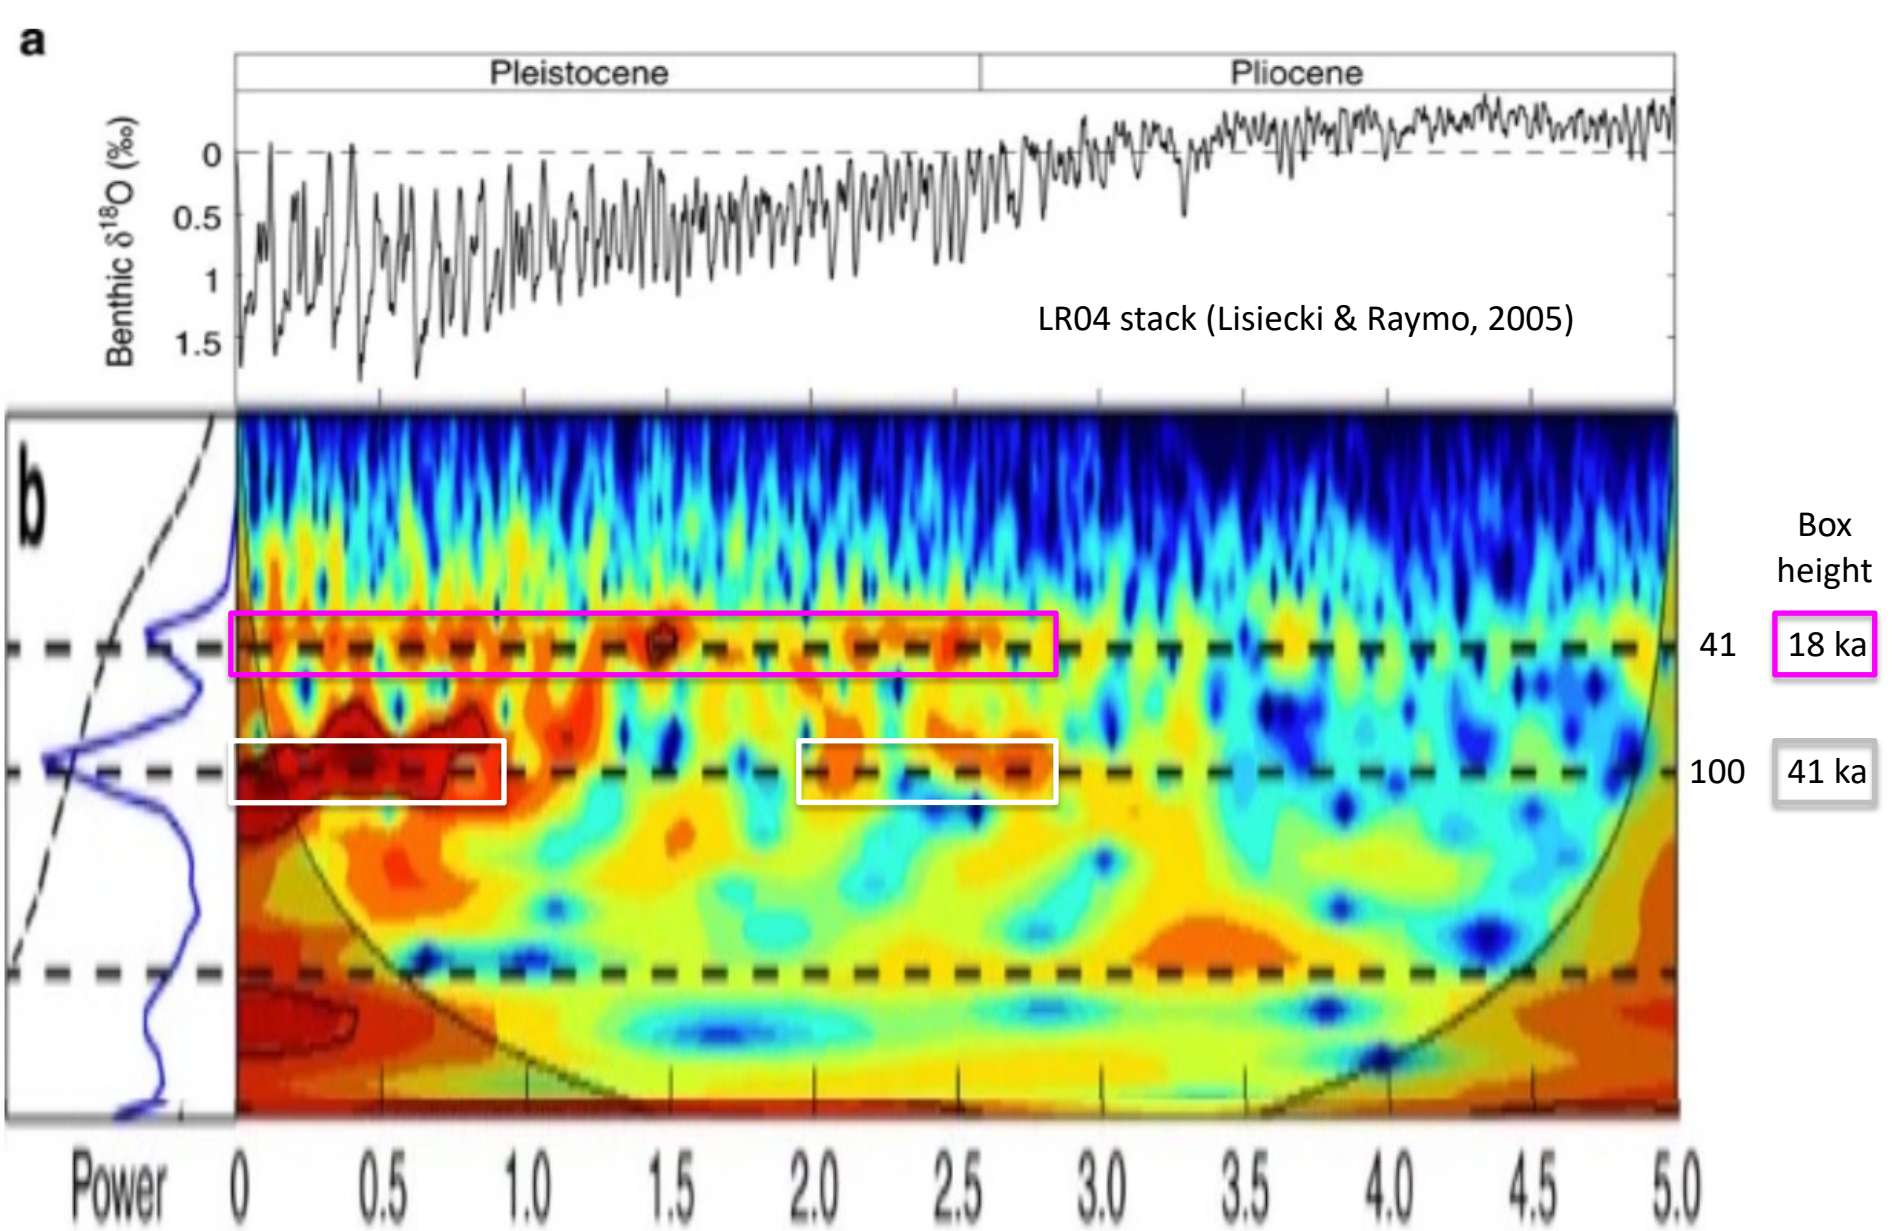 a
Pleistocene Pliocene
Benthic δ¹⁸O (‰)
0
0.5
1
1.5
LR04 stack (Lisiecki & Raymo, 2005)
b
Box
height
41 18 ka
100 41 ka
Power 0 0.5 1.0 1.5 2.0 2.5 3.0 3.5 4.0 4.5 5.0